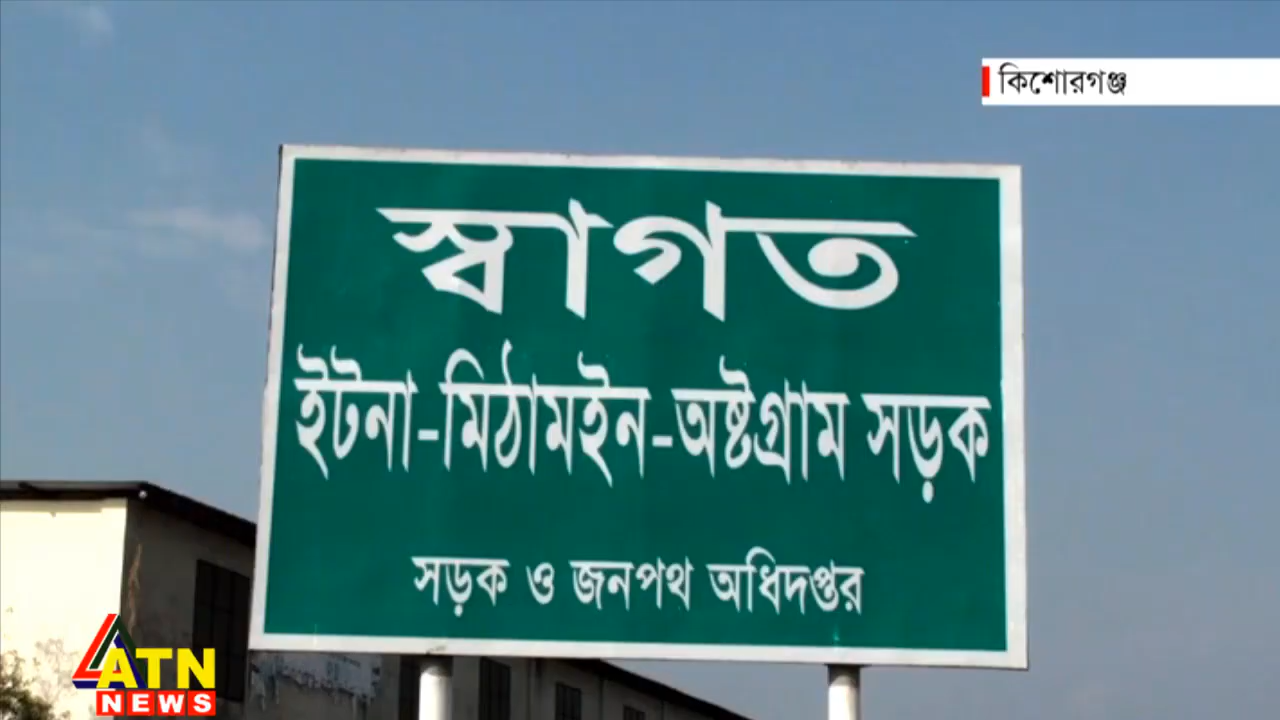 কিশোরগঞ্জ
স্বাগত
ইটনা-মিঠামইন-অষ্টগ্রাম সড়ক
সড়ক ও জনপথ অধিদপ্তর
ATN
NEWS